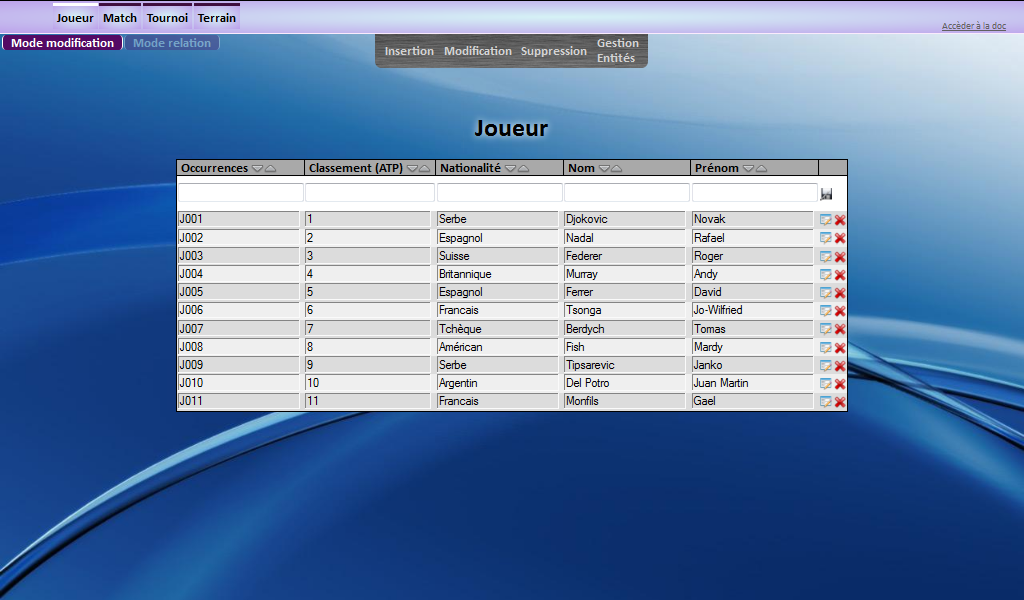 Joueur Match Tournoi Terrain
Accèder à la doc
Mode modification Mode relation
Insertion Modification Suppression Gestion Entités
Joueur
Occurrences Classement (ATP) Nationalité Nom Prénom
J001 1 Serbe Djokovic Novak
J002 2 Espagnol Nadal Rafael
J003 3 Suisse Federer Roger
J004 4 Britannique Murray Andy
J005 5 Espagnol Ferrer David
J006 6 Francais Tsonga Jo-Wilfried
J007 7 Tchèque Berdych Tomas
J008 8 Américan Fish Mardy
J009 9 Serbe Tipsarevic Janko
J010 10 Argentin Del Potro Juan Martin
J011 11 Francais Monfils Gael